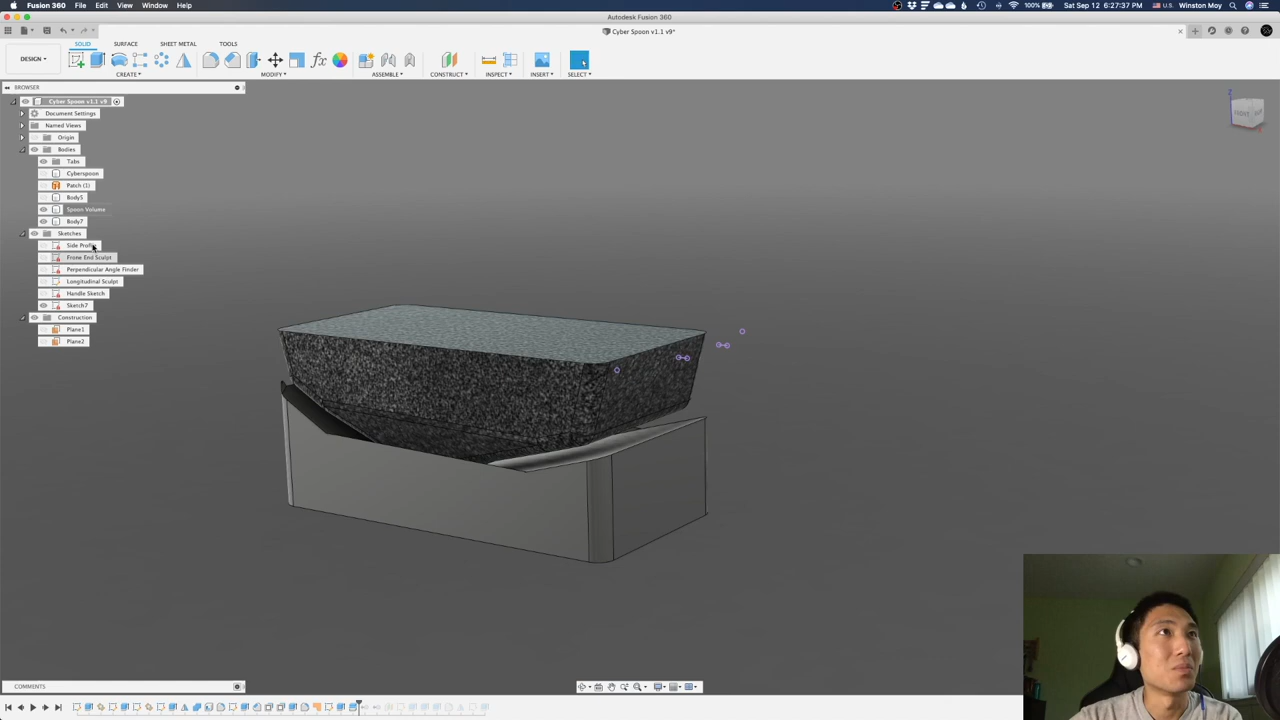 Fusion 360 File Edit View Window Help
100% Sat Sep 12 6:27:37 PM U.S. Winston Moy
Autodesk Fusion 360
Cyber Spoon v1.1 v9*
DESIGN
SOLID SURFACE SHEET METAL TOOLS
CREATE MODIFY ASSEMBLE CONSTRUCT INSPECT INSERT SELECT
BROWSER
Cyber Spoon v1.1 v9
Document Settings
Named Views
Origin
Bodies
Tabs
Cyberspoon
Patch (1)
Body5
Spoon Volume
Body7
Sketches
Side Profile
Frone End Sculpt
Perpendicular Angle Finder
Longitudinal Sculpt
Handle Sketch
Sketch7
Construction
Plane1
Plane2
Z
FRONT
COMMENTS